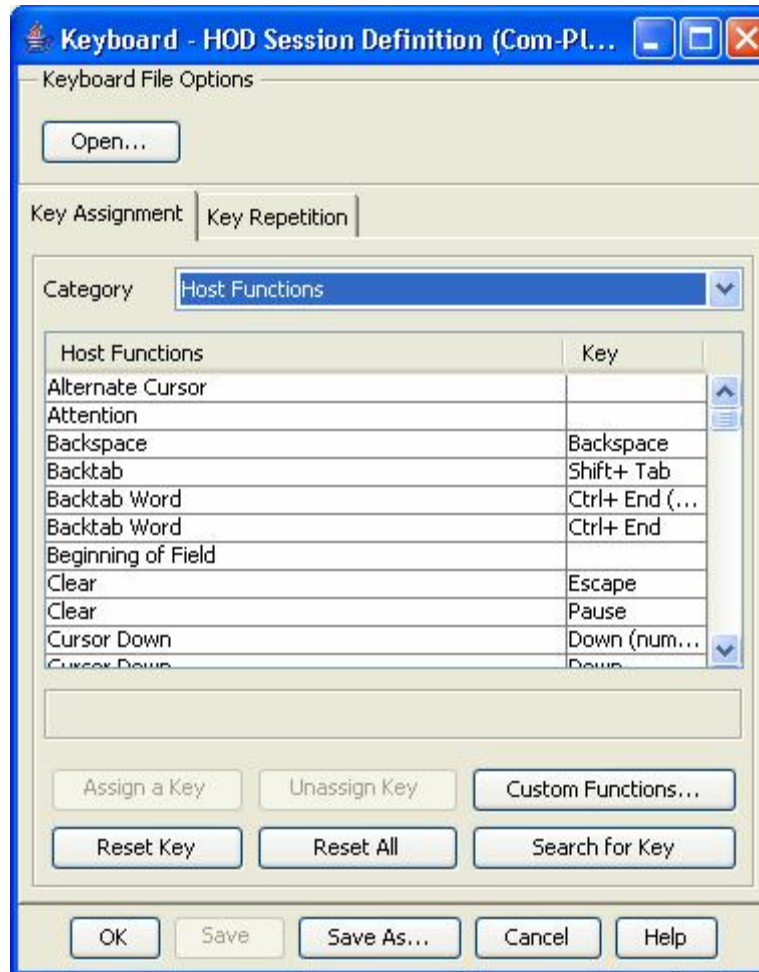 Keyboard - HOD Session Definition (Com-Pl...
Keyboard File Options
Open...
Key Assignment Key Repetition
Category Host Functions
Host Functions Key
Alternate Cursor
Attention
Backspace Backspace
Backtab Shift+ Tab
Backtab Word Ctrl+ End (...
Backtab Word Ctrl+ End
Beginning of Field
Clear Escape
Clear Pause
Cursor Down Down (num...
Cursor Down Down
Assign a Key Unassign Key Custom Functions...
Reset Key Reset All Search for Key
OK Save Save As... Cancel Help